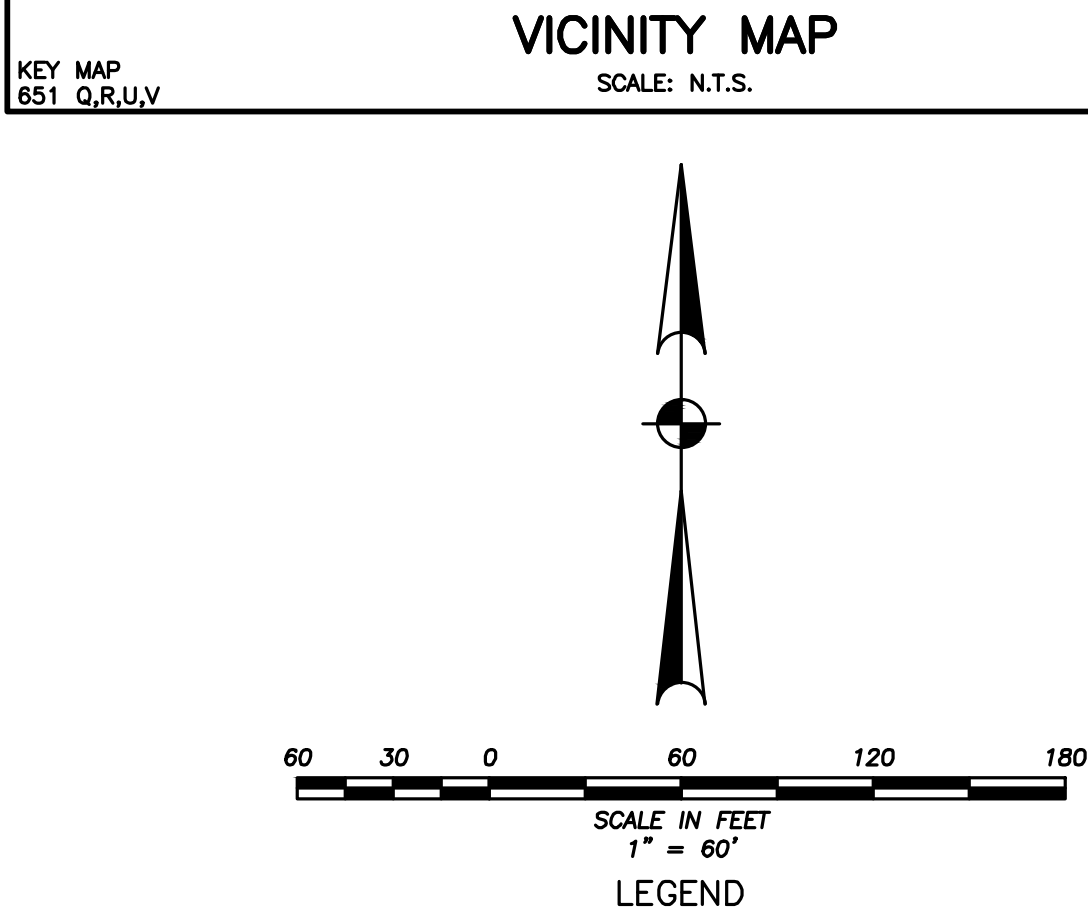 VICINITY MAP
SCALE: N.T.S.
KEY MAP
651 Q,R,U,V
60 30 0 60 120 180
SCALE IN FEET
1" = 60'
LEGEND